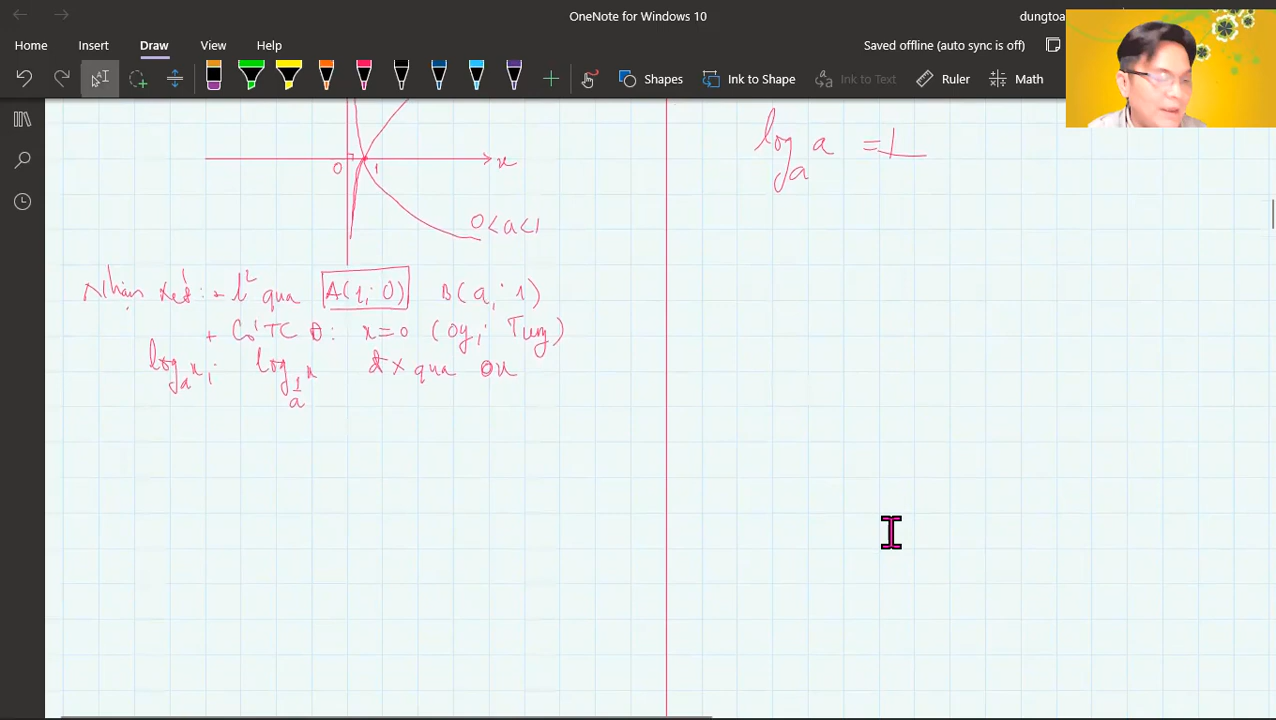 OneNote for Windows 10
dungtoa
Home Insert Draw View Help
Saved offline (auto sync is off)
Shapes Ink to Shape Ink to Text Ruler Math
log_a a = 1
0 1 x
0<a<1
Nhận xét: + đ² qua A(1; 0) B(a; 1)
+ Có TCĐ: x=0 (Oy; Tung)
log_a x; log_{1/a} x đx qua Ox